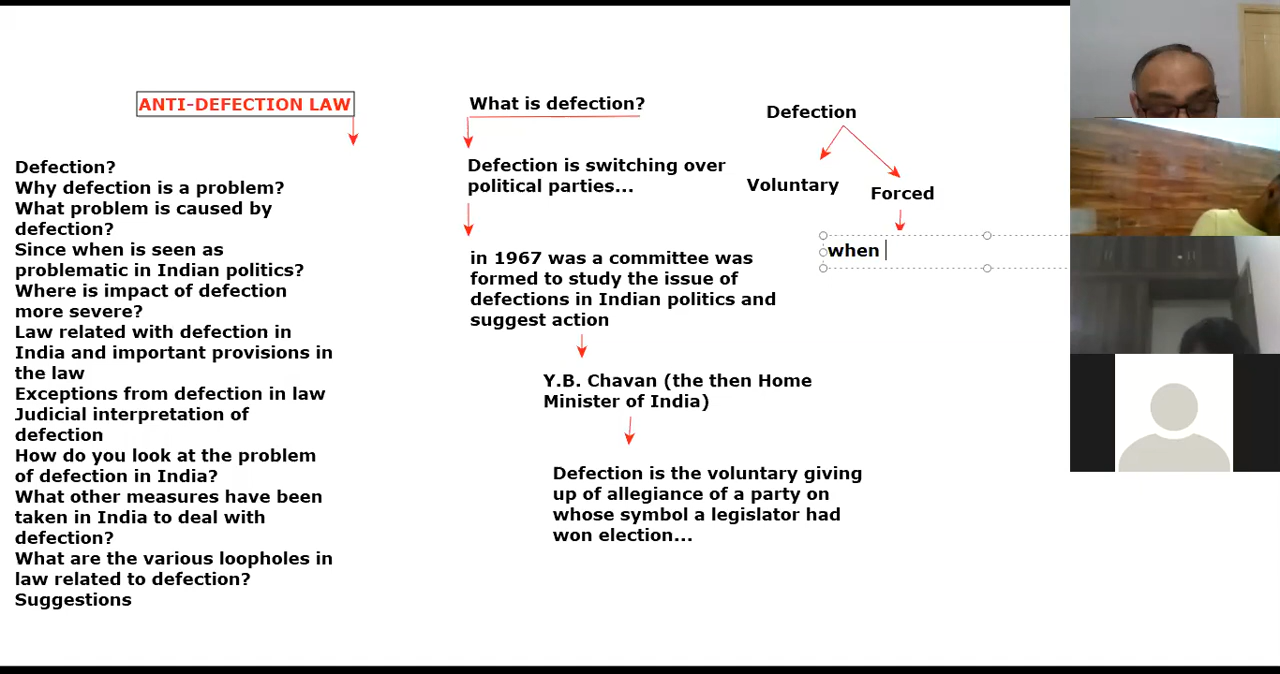 ANTI-DEFECTION LAW
Defection?
Why defection is a problem?
What problem is caused by
defection?
Since when is seen as
problematic in Indian politics?
Where is impact of defection
more severe?
Law related with defection in
India and important provisions in
the law
Exceptions from defection in law
Judicial interpretation of
defection
How do you look at the problem
of defection in India?
What other measures have been
taken in India to deal with
defection?
What are the various loopholes in
law related to defection?
Suggestions
What is defection?
Defection is switching over
political parties...
in 1967 was a committee was
formed to study the issue of
defections in Indian politics and
suggest action
Y.B. Chavan (the then Home
Minister of India)
Defection is the voluntary giving
up of allegiance of a party on
whose symbol a legislator had
won election...
Defection
Voluntary
Forced
when